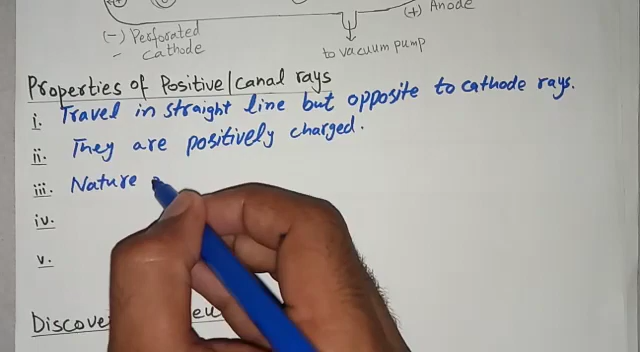 (+) Anode
(-) Perforated
cathode
to vacuum pump
Properties of Positive/canal rays
i. Travel in straight line but opposite to cathode rays.
ii. They are positively charged.
iii. Nature
iv.
v.